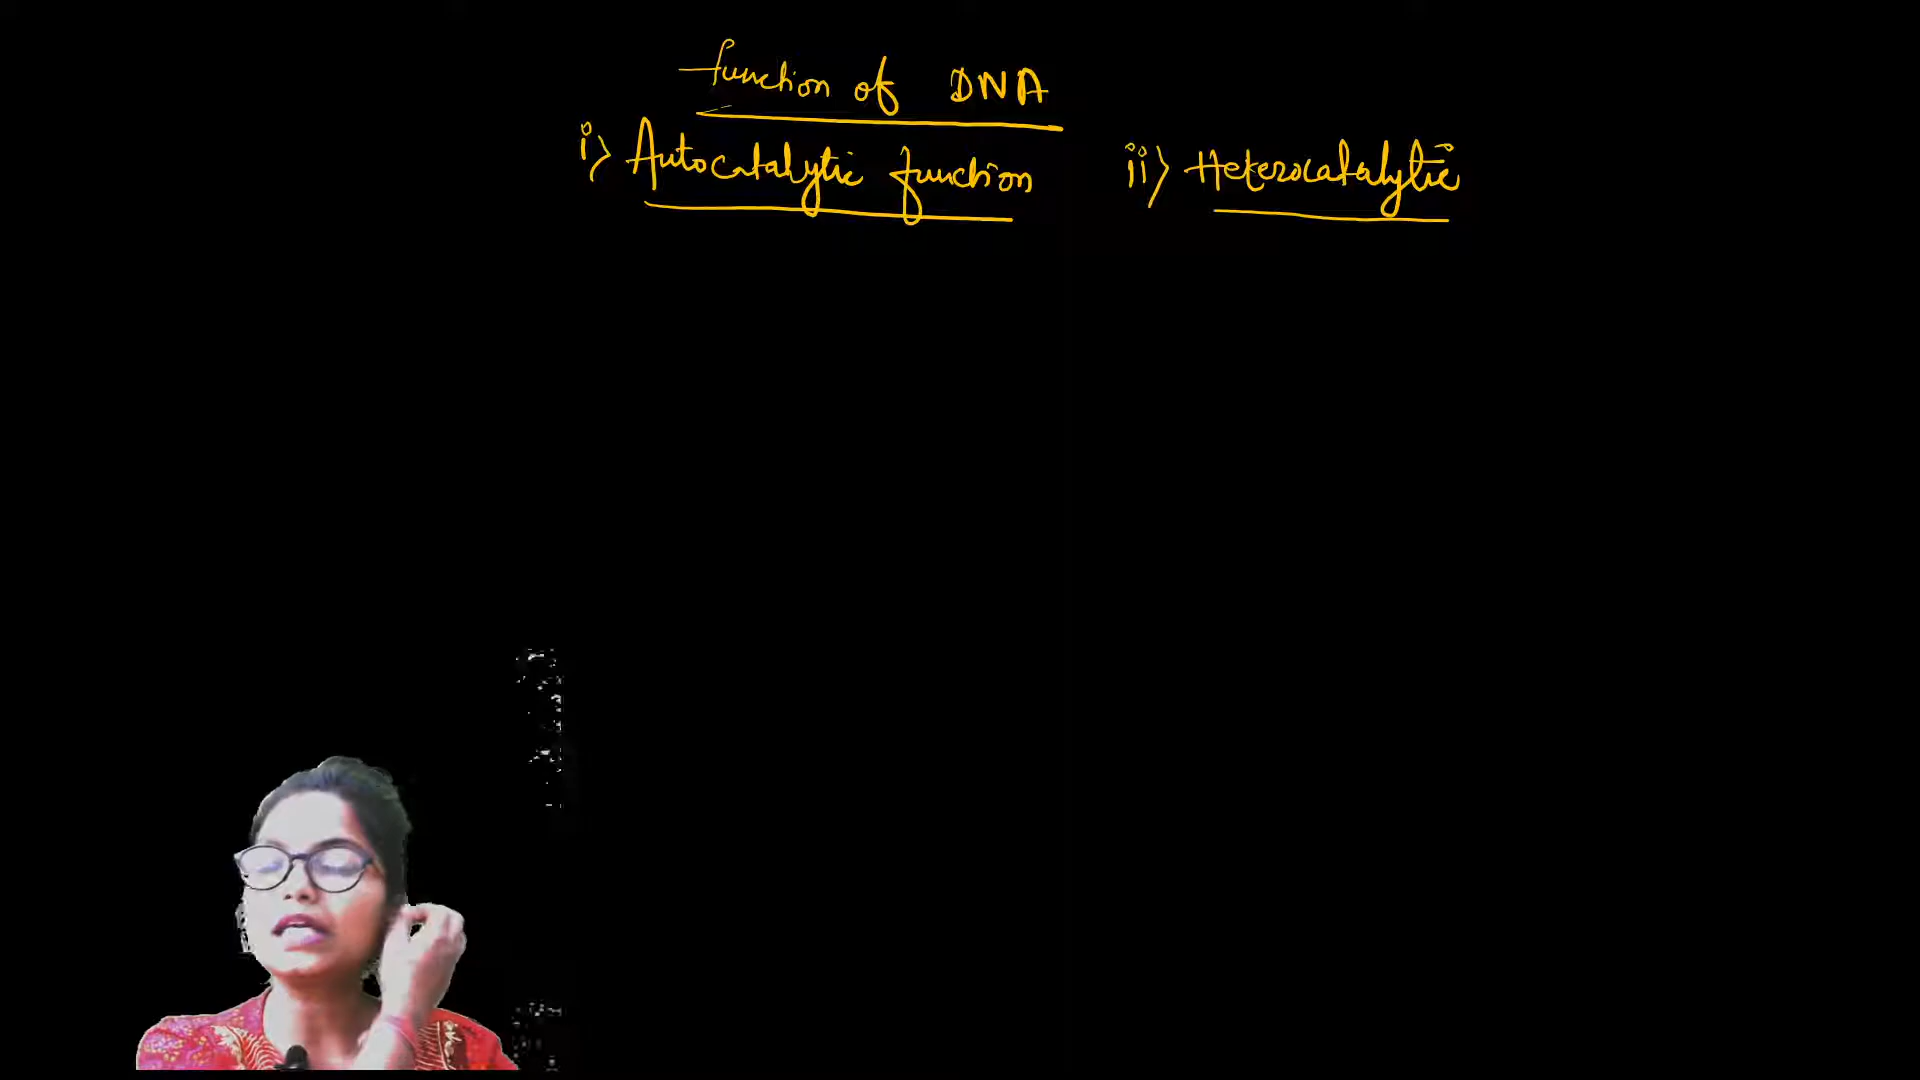 function of DNA
i) Autocatalytic function ii) Heterocatalytic